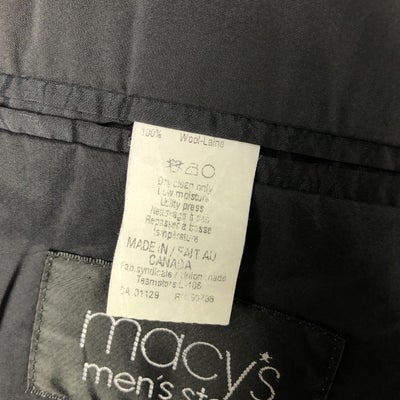 100% Wool-Laine
Dry clean only
Low moisture
Utility press
Nettoyage à sec
Repasser à basse
température
MADE IN / FAIT AU
CANADA
Fab. syndicale / Union made
Teamsters L-106
CA 01129
macy's
men's